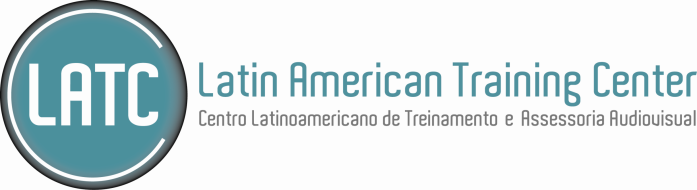 LATC
Latin American Training Center
Centro Latinoamericano de Treinamento e Assessoria Audiovisual